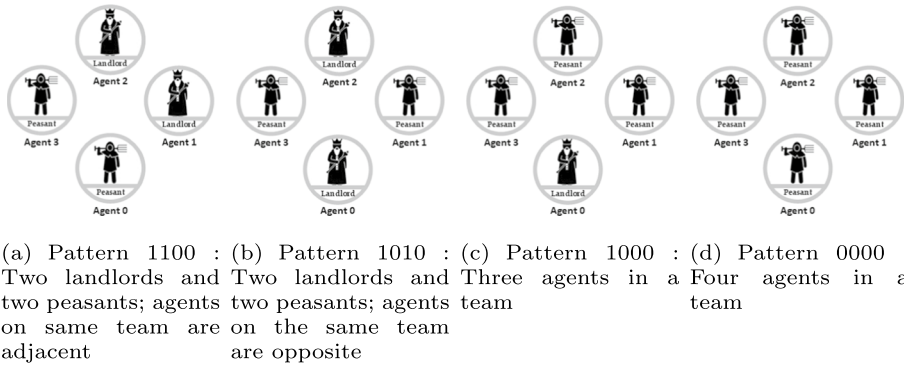 Landlord
Agent 2
Peasant
Agent 3
Landlord
Agent 1
Peasant
Agent 0
(a) Pattern 1100 :
Two landlords and
two peasants; agents
on same team are
adjacent
Landlord
Agent 2
Peasant
Agent 3
Peasant
Agent 1
Landlord
Agent 0
(b) Pattern 1010 :
Two landlords and
two peasants; agents
on the same team
are opposite
Peasant
Agent 2
Peasant
Agent 3
Peasant
Agent 1
Landlord
Agent 0
(c) Pattern 1000 :
Three agents in a
team
Peasant
Agent 2
Peasant
Agent 3
Peasant
Agent 1
Peasant
Agent 0
(d) Pattern 0000
Four agents in a
team